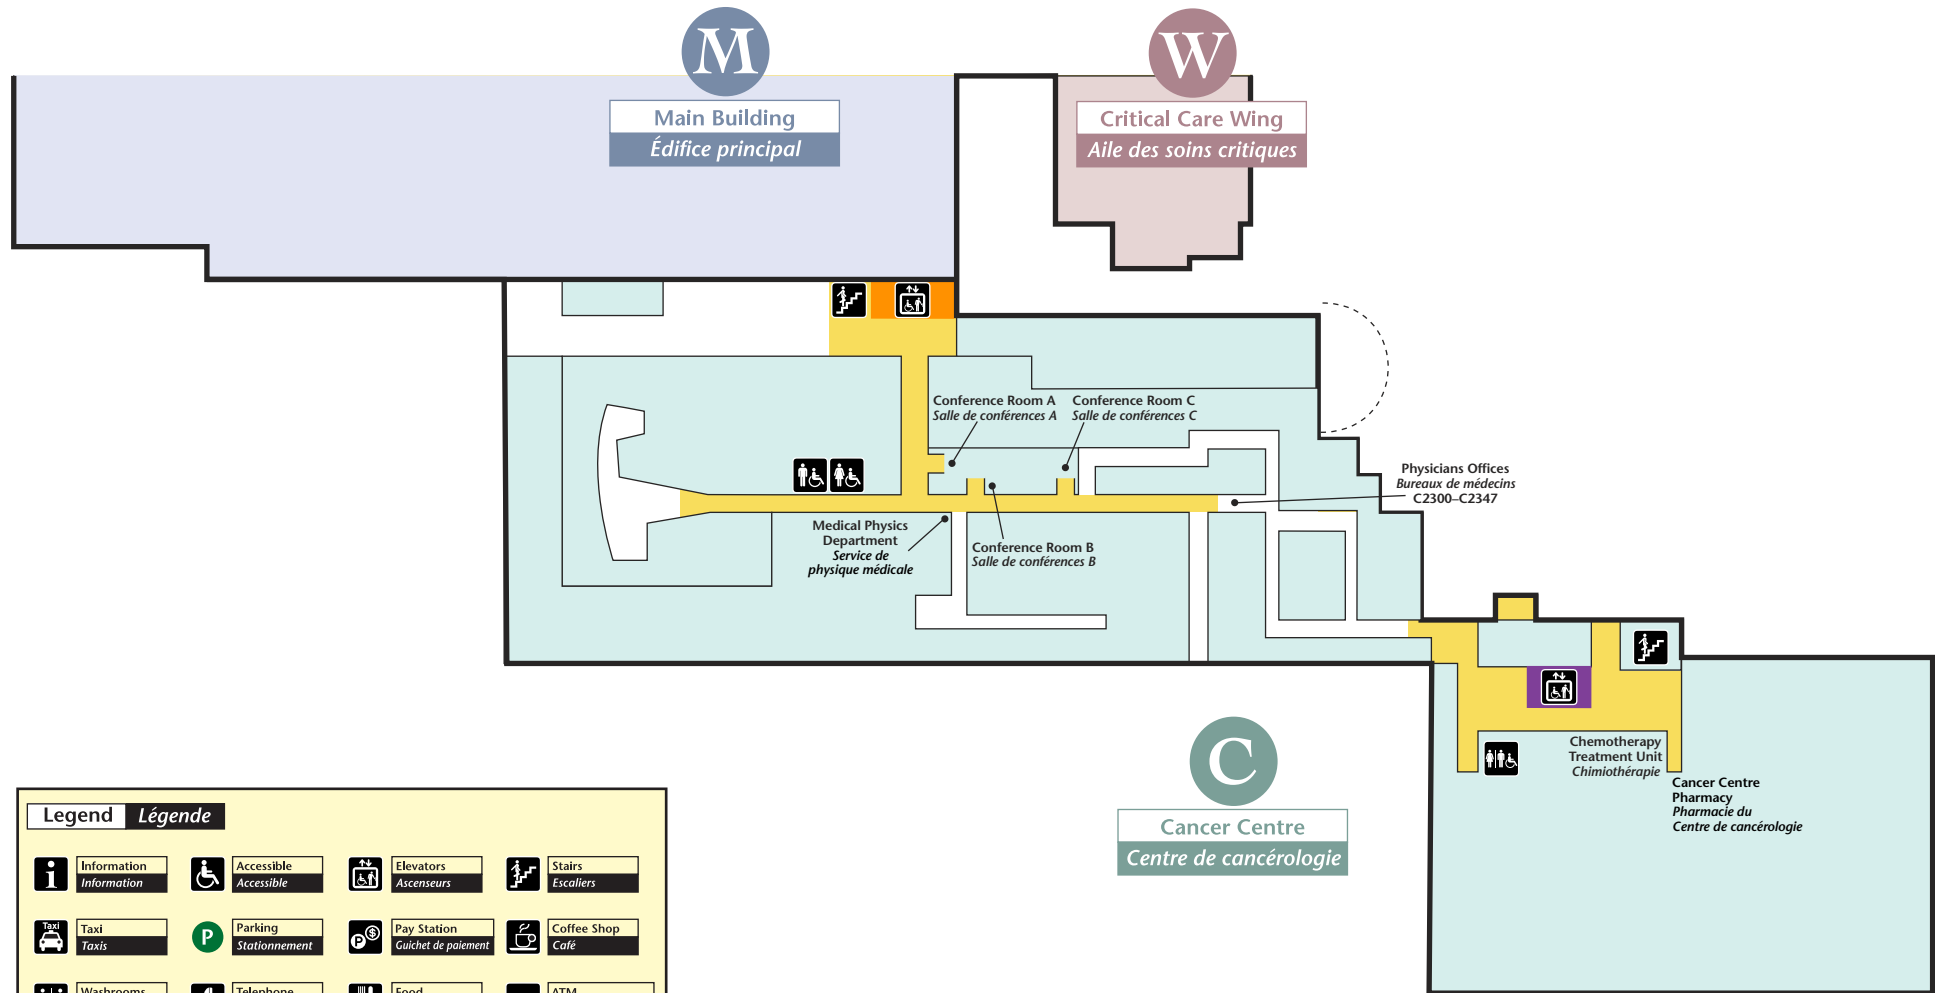 M
Main Building
Édifice principal
W
Critical Care Wing
Aile des soins critiques
Conference Room A
Salle de conférences A
Conference Room C
Salle de conférences C
Physicians Offices
Bureaux de médecins
C2300–C2347
Medical Physics
Department
Service de
physique médicale
Conference Room B
Salle de conférences B
Chemotherapy
Treatment Unit
Chimiothérapie
Cancer Centre
Pharmacy
Pharmacie du
Centre de cancérologie
C
Cancer Centre
Centre de cancérologie
Legend Légende
i
Information
Information
Accessible
Accessible
Elevators
Ascenseurs
Stairs
Escaliers
Taxi
Taxi
Taxis
P
Parking
Stationnement
P $
Pay Station
Guichet de paiement
Coffee Shop
Café
Washrooms
Telephone
Food
ATM